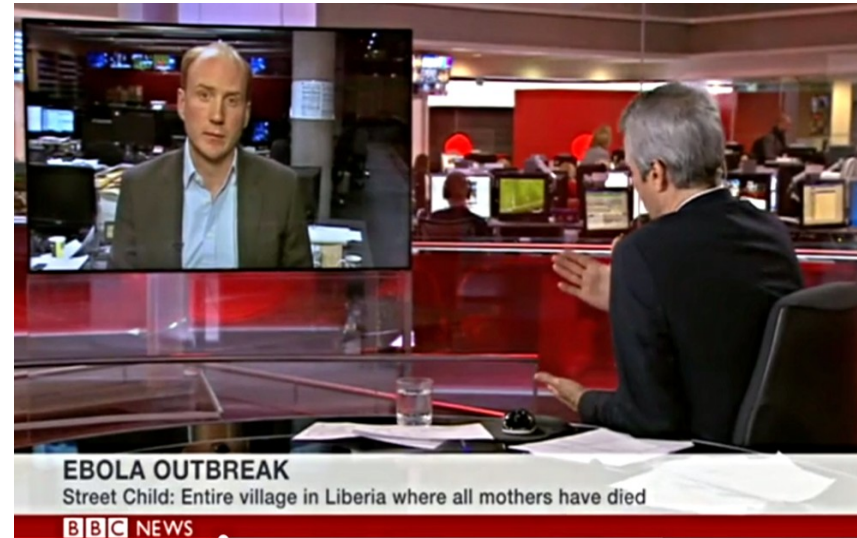 EBOLA OUTBREAK
Street Child: Entire village in Liberia where all mothers have died
BBC NEWS